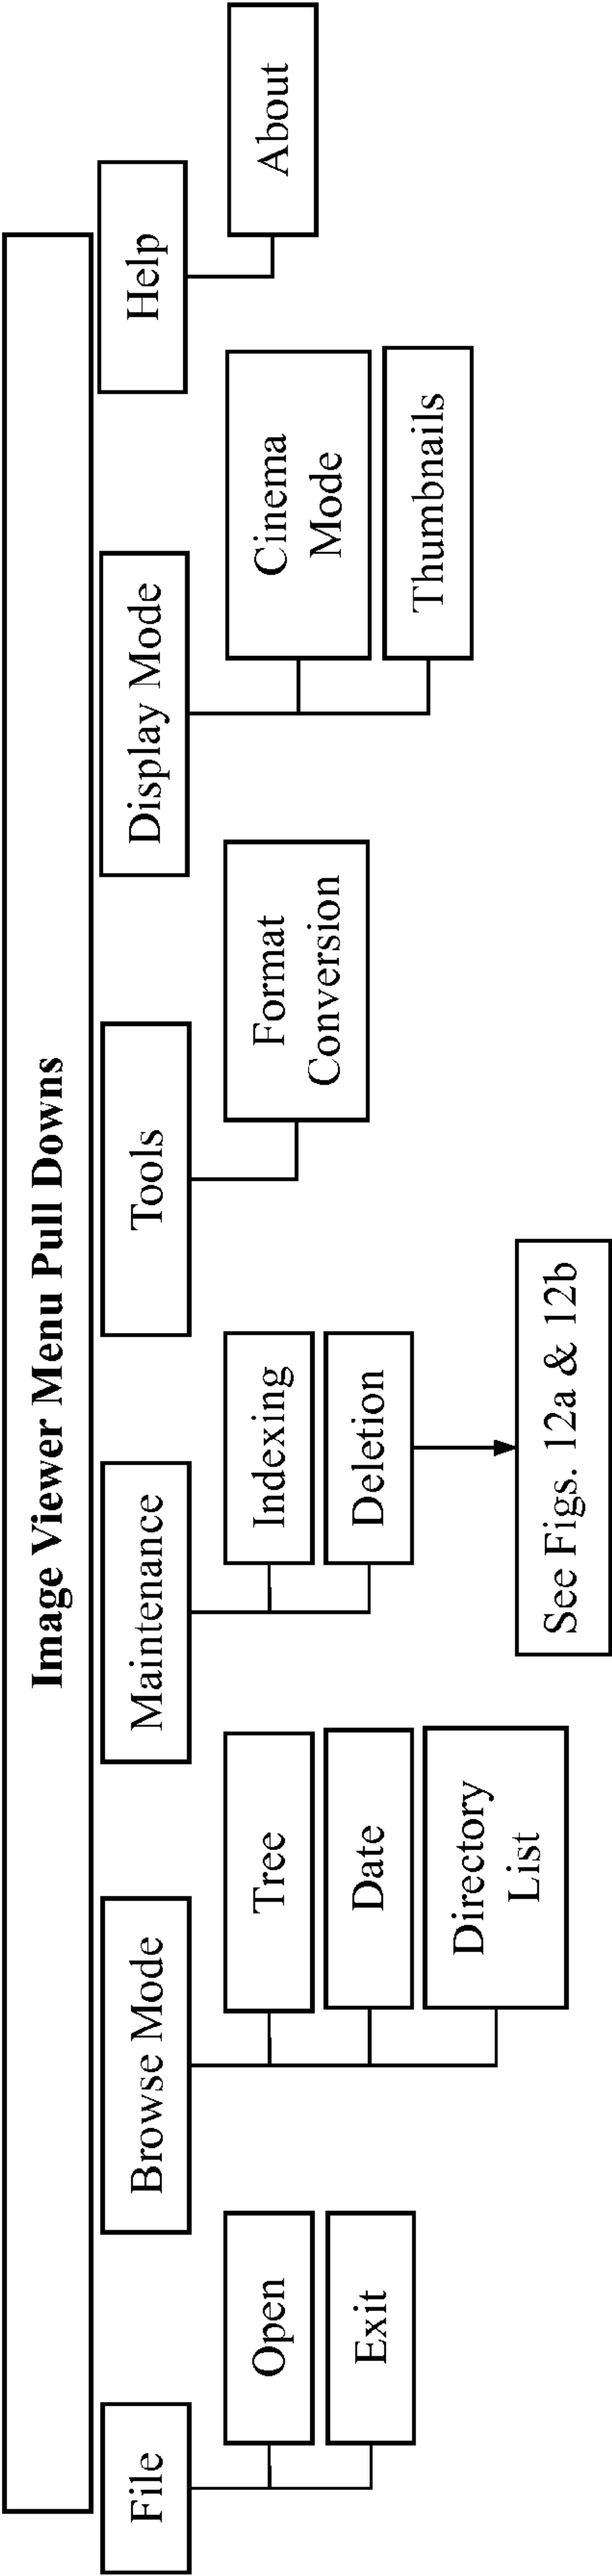 Image Viewer Menu Pull Downs
File
Open
Exit
Browse Mode
Tree
Date
Directory
List
Maintenance
Indexing
Deletion
See Figs. 12a & 12b
Tools
Format
Conversion
Display Mode
Cinema
Mode
Thumbnails
Help
About